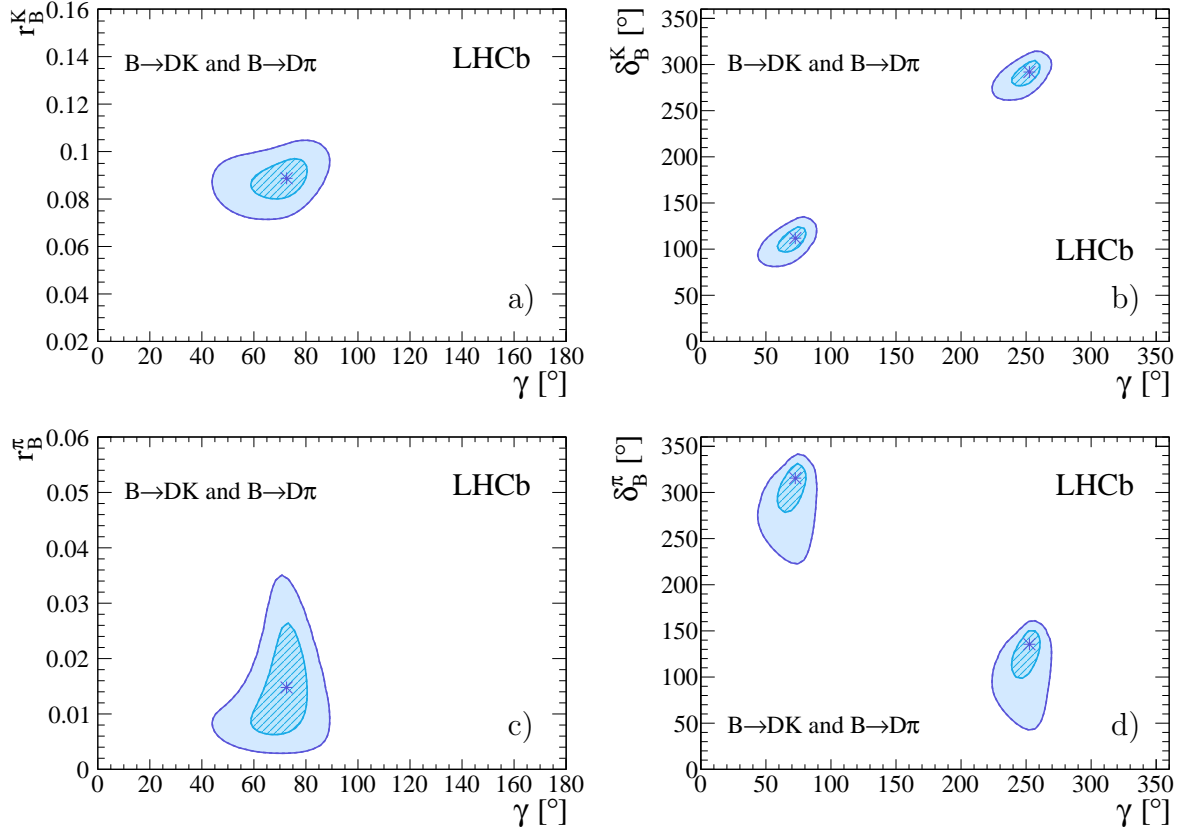 r_B^K
0.16
0.14
0.12
0.1
0.08
0.06
0.04
0.02
B→DK and B→Dπ
LHCb
a)
0 20 40 60 80 100 120 140 160 180
γ [°]
δ_B^K [°]
350
300
250
200
150
100
50
0
B→DK and B→Dπ
LHCb
b)
0 50 100 150 200 250 300 350
γ [°]
r_B^π
0.06
0.05
0.04
0.03
0.02
0.01
0
B→DK and B→Dπ
LHCb
c)
0 20 40 60 80 100 120 140 160 180
γ [°]
δ_B^π [°]
350
300
250
200
150
100
50
0
LHCb
B→DK and B→Dπ
d)
0 50 100 150 200 250 300 350
γ [°]